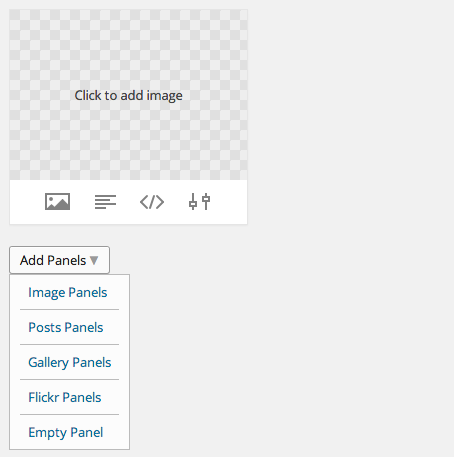 Click to add image
Add Panels ▼
Image Panels
Posts Panels
Gallery Panels
Flickr Panels
Empty Panel